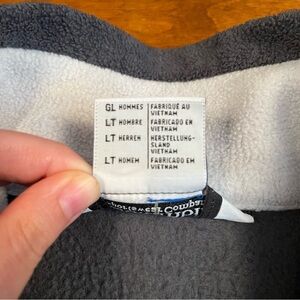 GL HOMMES FABRIQUÉ AU
VIETNAM
LT HOMBRE FABRICADO EN
VIETNAM
LT HERREN HERSTELLUNGS-
LAND
VIETNAM
LT HOMEM FABRICADO EM
VIETNAM